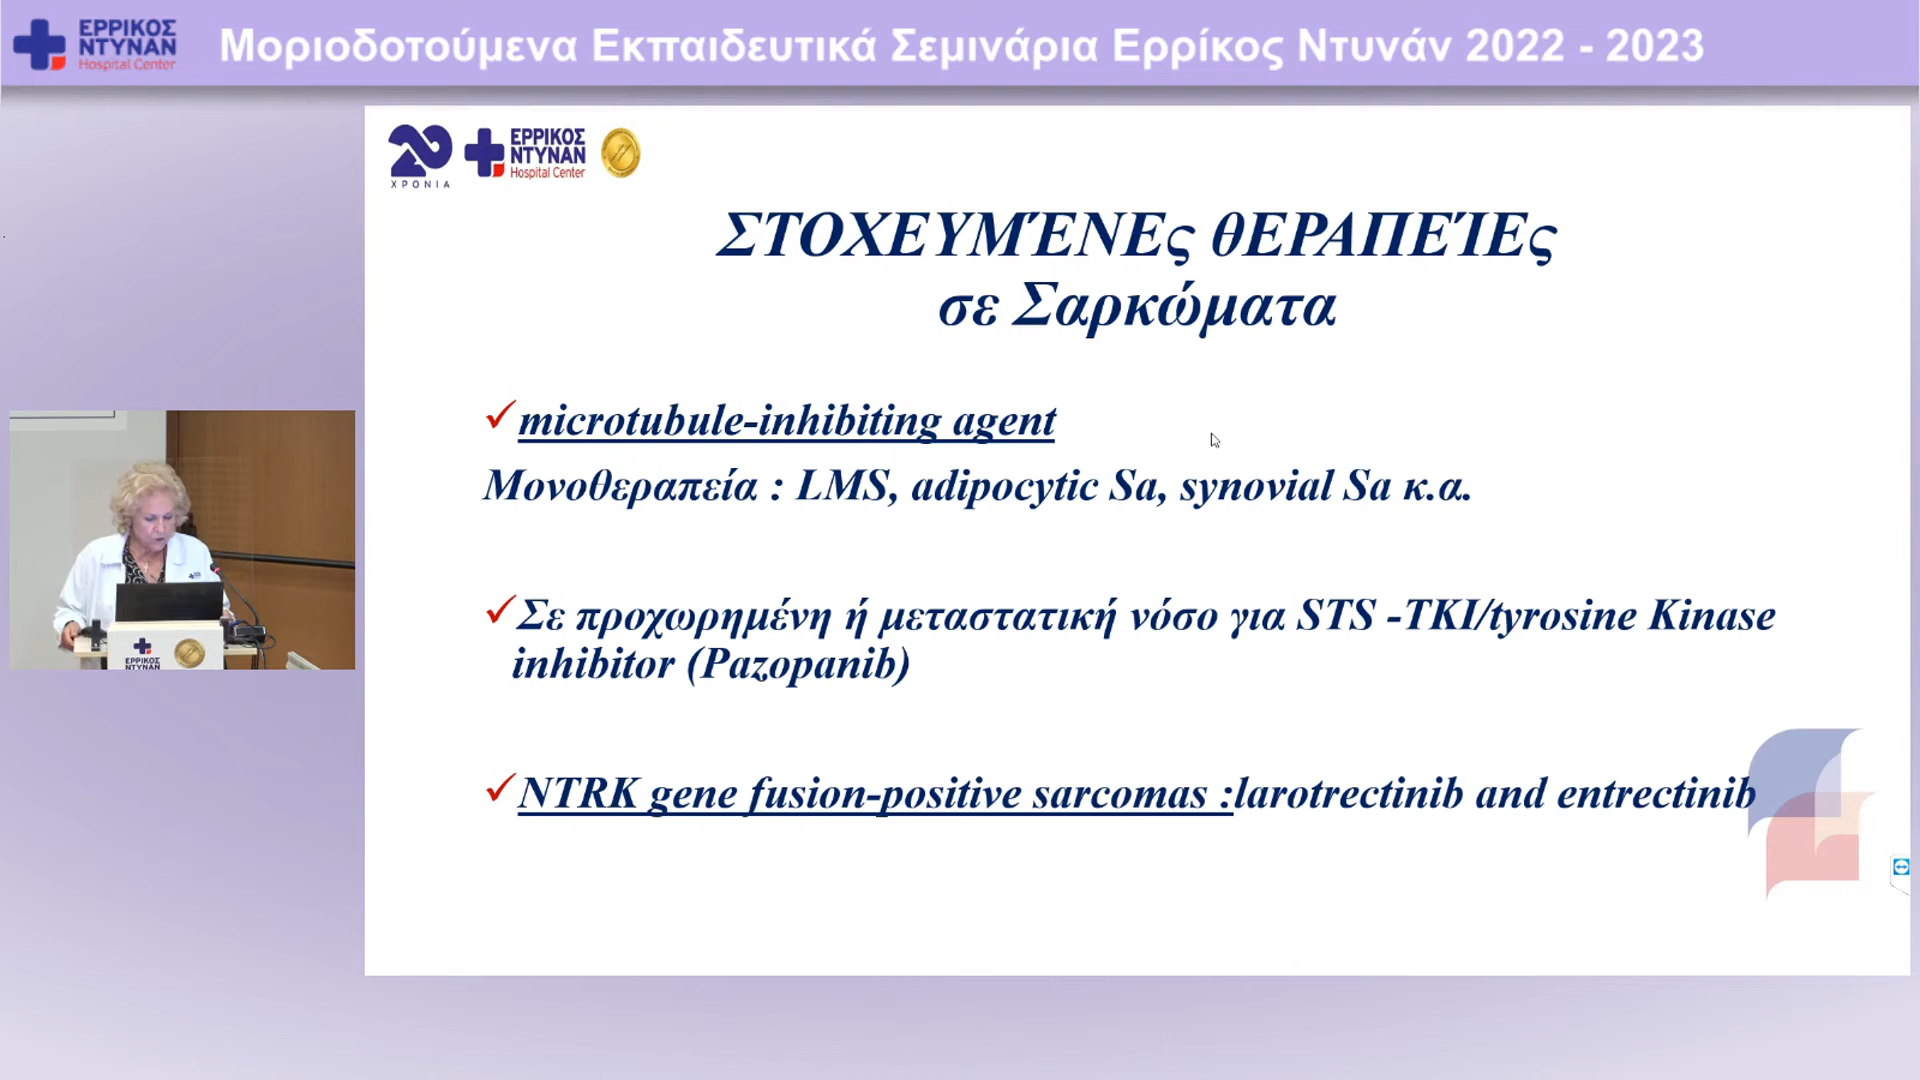 ΕΡΡΙΚΟΣ
ΝΤΥΝΑΝ
Hospital Center
Μοριοδοτούμενα Εκπαιδευτικά Σεμινάρια Ερρίκος Ντυνάν 2022 - 2023
20
ΧΡΟΝΙΑ
ΕΡΡΙΚΟΣ
ΝΤΥΝΑΝ
Hospital Center
ΣΤΟΧΕΥΜΈΝΕς θΕΡΑΠΕΊΕς
σε Σαρκώματα
✓microtubule-inhibiting agent
Μονοθεραπεία : LMS, adipocytic Sa, synovial Sa κ.α.
✓Σε προχωρημένη ή μεταστατική νόσο για STS -TKI/tyrosine Kinase
inhibitor (Pazopanib)
✓NTRK gene fusion-positive sarcomas :larotrectinib and entrectinib
ΕΡΡΙΚΟΣ
ΝΤΥΝΑΝ